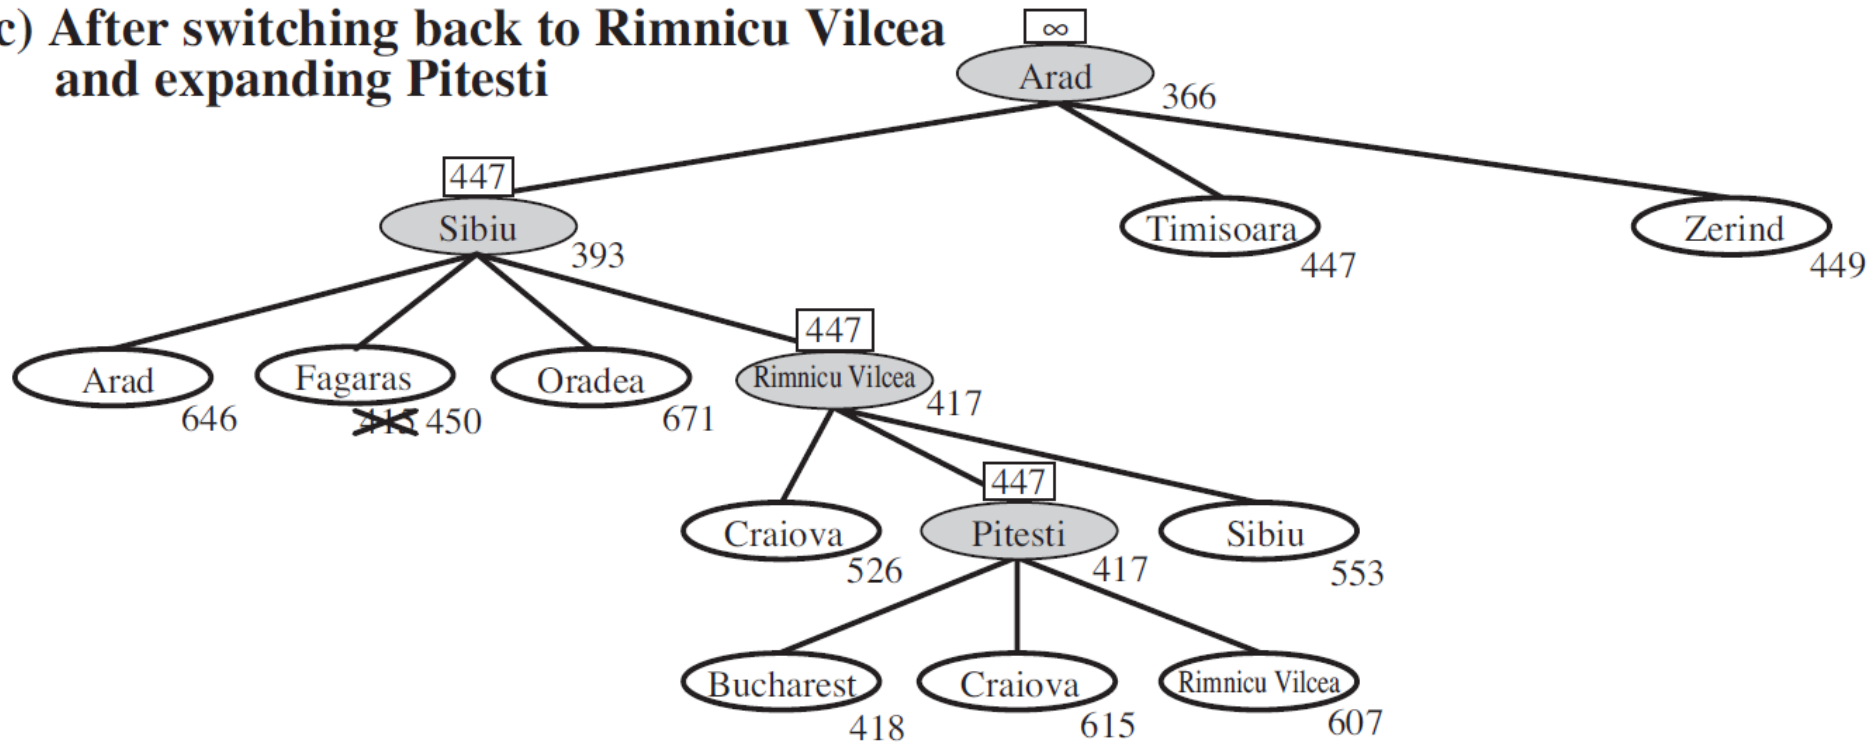 c) After switching back to Rimnicu Vilcea
and expanding Pitesti
∞
Arad
366
447
Sibiu
393
Timisoara
447
Zerind
449
447
Arad
646
Fagaras
415 450
Oradea
671
Rimnicu Vilcea
417
447
Craiova
526
Pitesti
417
Sibiu
553
Bucharest
418
Craiova
615
Rimnicu Vilcea
607